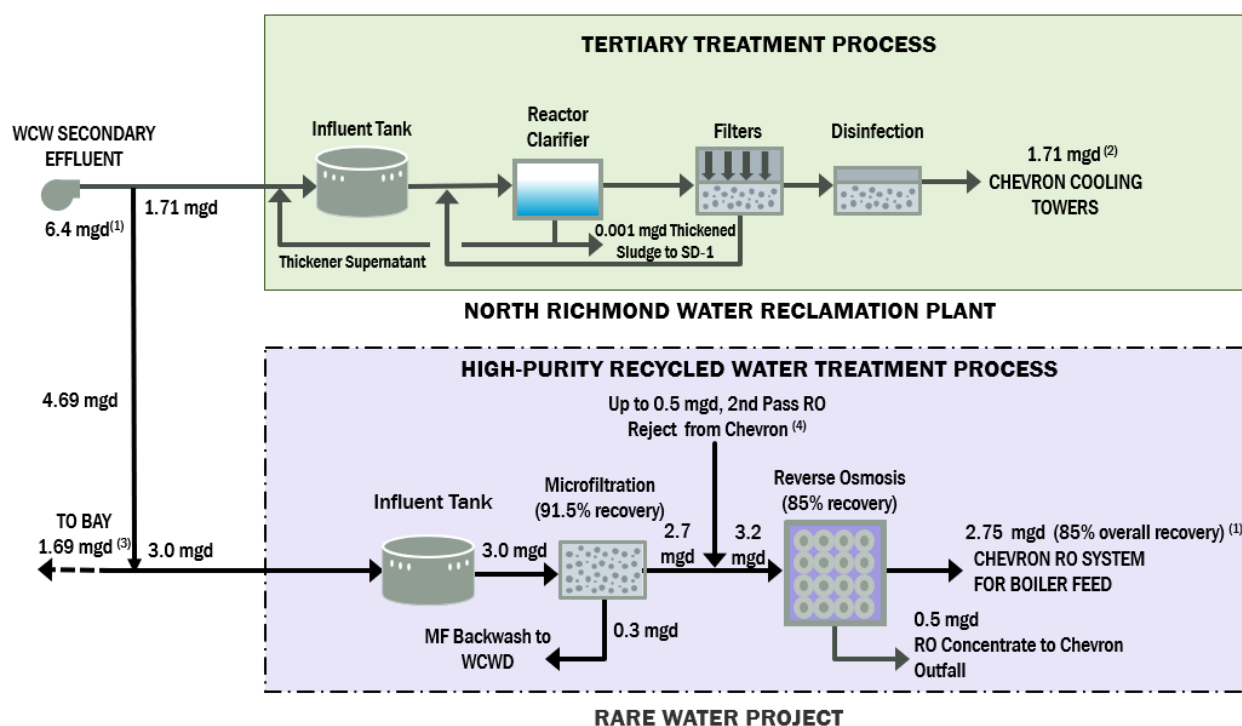 TERTIARY TREATMENT PROCESS
WCW SECONDARY
EFFLUENT
6.4 mgd(1)
1.71 mgd
Influent Tank
Reactor
Clarifier
Filters
Disinfection
1.71 mgd (2)
CHEVRON COOLING
TOWERS
Thickener Supernatant
0.001 mgd Thickened
Sludge to SD-1
NORTH RICHMOND WATER RECLAMATION PLANT
HIGH-PURITY RECYCLED WATER TREATMENT PROCESS
4.69 mgd
Up to 0.5 mgd, 2nd Pass RO
Reject from Chevron (4)
TO BAY
1.69 mgd (3)
3.0 mgd
Influent Tank
3.0 mgd
Microfiltration
(91.5% recovery)
2.7
mgd
3.2
mgd
Reverse Osmosis
(85% recovery)
2.75 mgd (85% overall recovery) (1)
CHEVRON RO SYSTEM
FOR BOILER FEED
MF Backwash to
WCWD
0.3 mgd
0.5 mgd
RO Concentrate to Chevron
Outfall
RARE WATER PROJECT